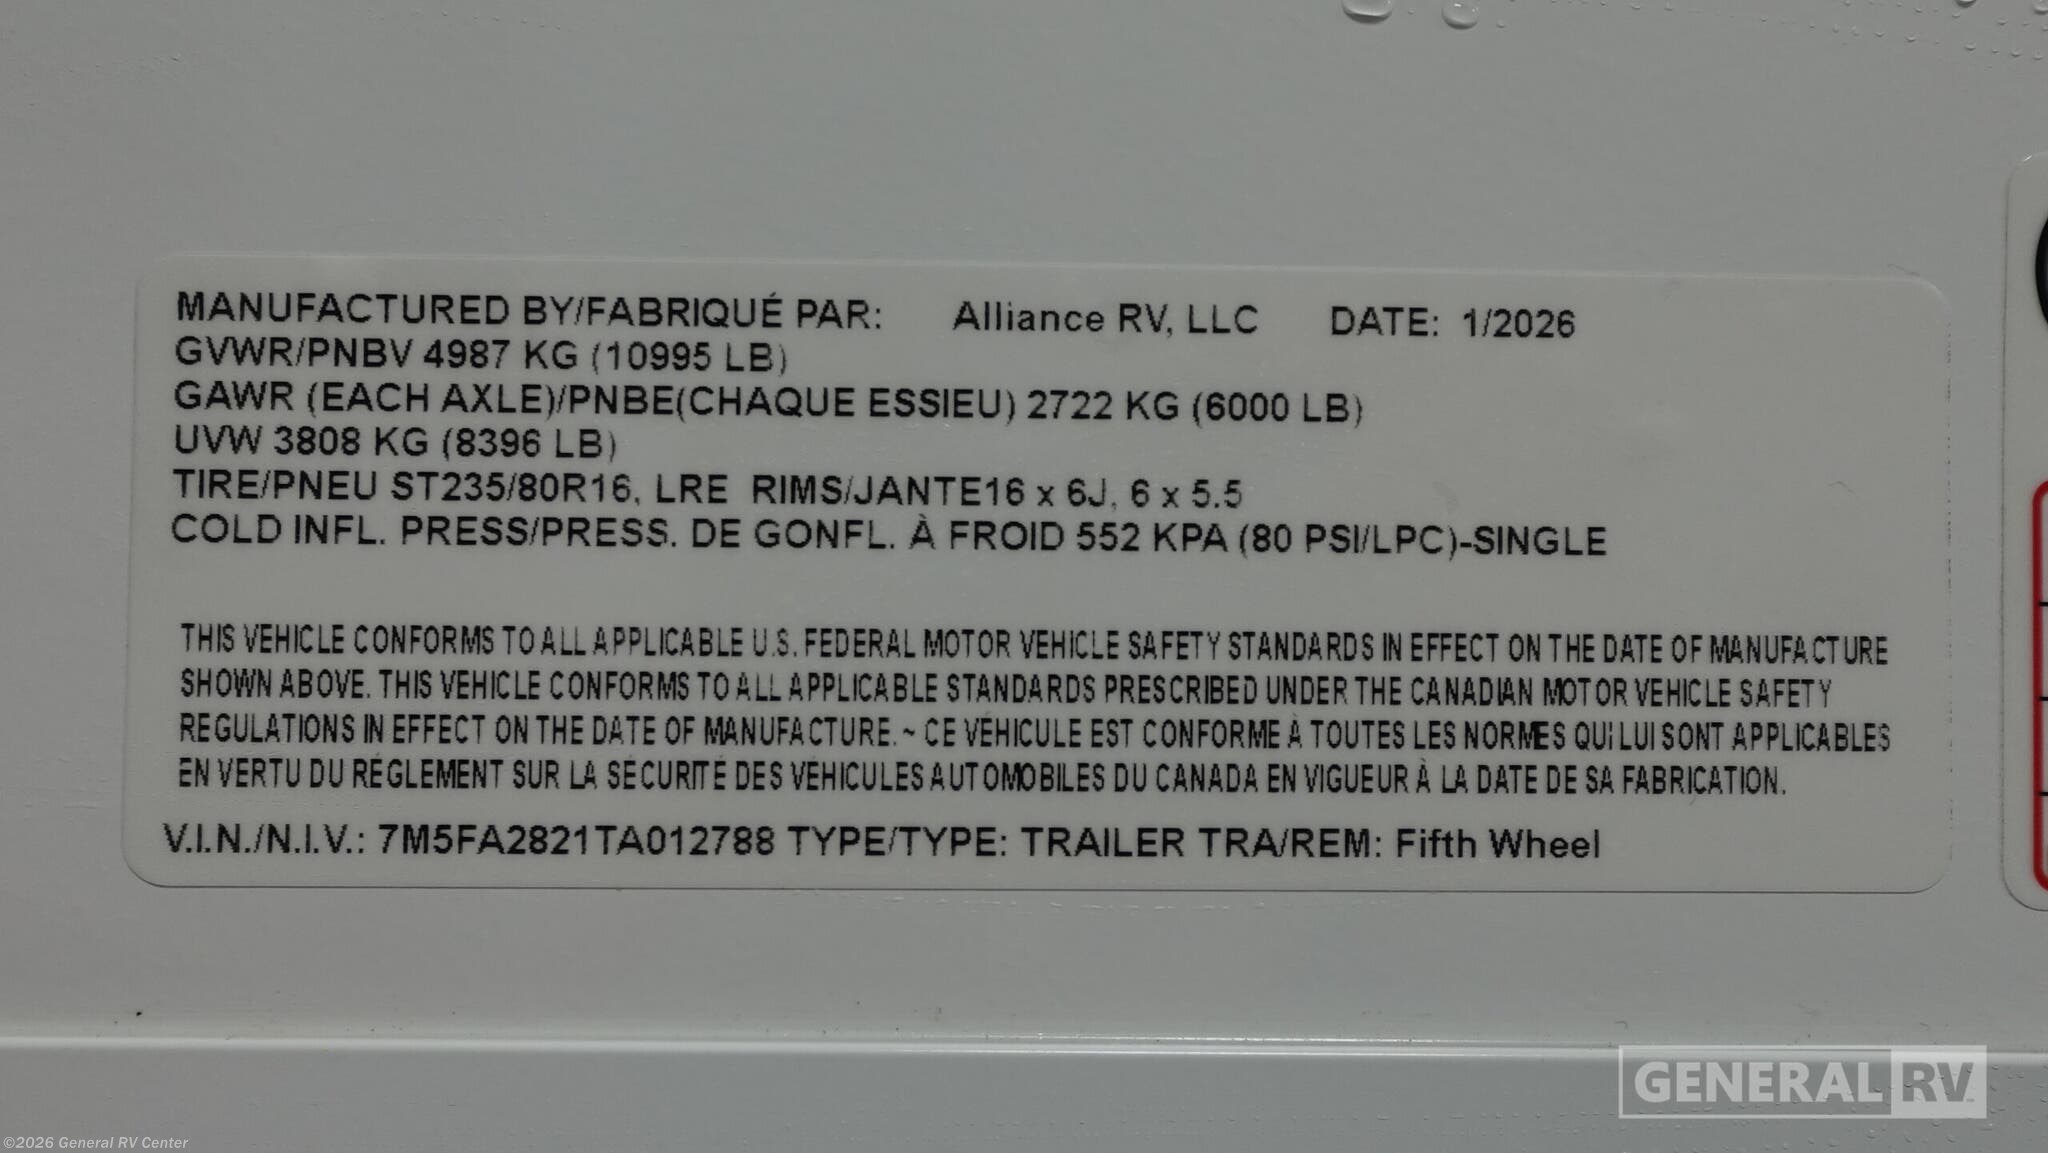 MANUFACTURED BY/FABRIQUÉ PAR: Alliance RV, LLC DATE: 1/2026
GVWR/PNBV 4987 KG (10995 LB)
GAWR (EACH AXLE)/PNBE(CHAQUE ESSIEU) 2722 KG (6000 LB)
UVW 3808 KG (8396 LB)
TIRE/PNEU ST235/80R16, LRE RIMS/JANTE16 x 6J, 6 x 5.5
COLD INFL. PRESS/PRESS. DE GONFL. À FROID 552 KPA (80 PSI/LPC)-SINGLE
THIS VEHICLE CONFORMS TO ALL APPLICABLE U.S. FEDERAL MOTOR VEHICLE SAFETY STANDARDS IN EFFECT ON THE DATE OF MANUFACTURE
SHOWN ABOVE. THIS VEHICLE CONFORMS TO ALL APPLICABLE STANDARDS PRESCRIBED UNDER THE CANADIAN MOTOR VEHICLE SAFETY
REGULATIONS IN EFFECT ON THE DATE OF MANUFACTURE. ~ CE VÉHICULE EST CONFORME À TOUTES LES NORMES QUI LUI SONT APPLICABLES
EN VERTU DU RÉGLEMENT SUR LA SÉCURITÉ DES VÉHICULES AUTOMOBILES DU CANADA EN VIGUEUR À LA DATE DE SA FABRICATION.
V.I.N./N.I.V.: 7M5FA2821TA012788 TYPE/TYPE: TRAILER TRA/REM: Fifth Wheel
GENERAL RV
©2026 General RV Center